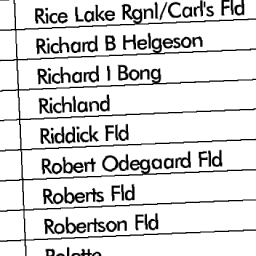 Rice Lake Rgnl/Carl's Fld
Richard B Helgeson
Richard I Bong
Richland
Riddick Fld
Robert Odegaard Fld
Roberts Fld
Robertson Fld